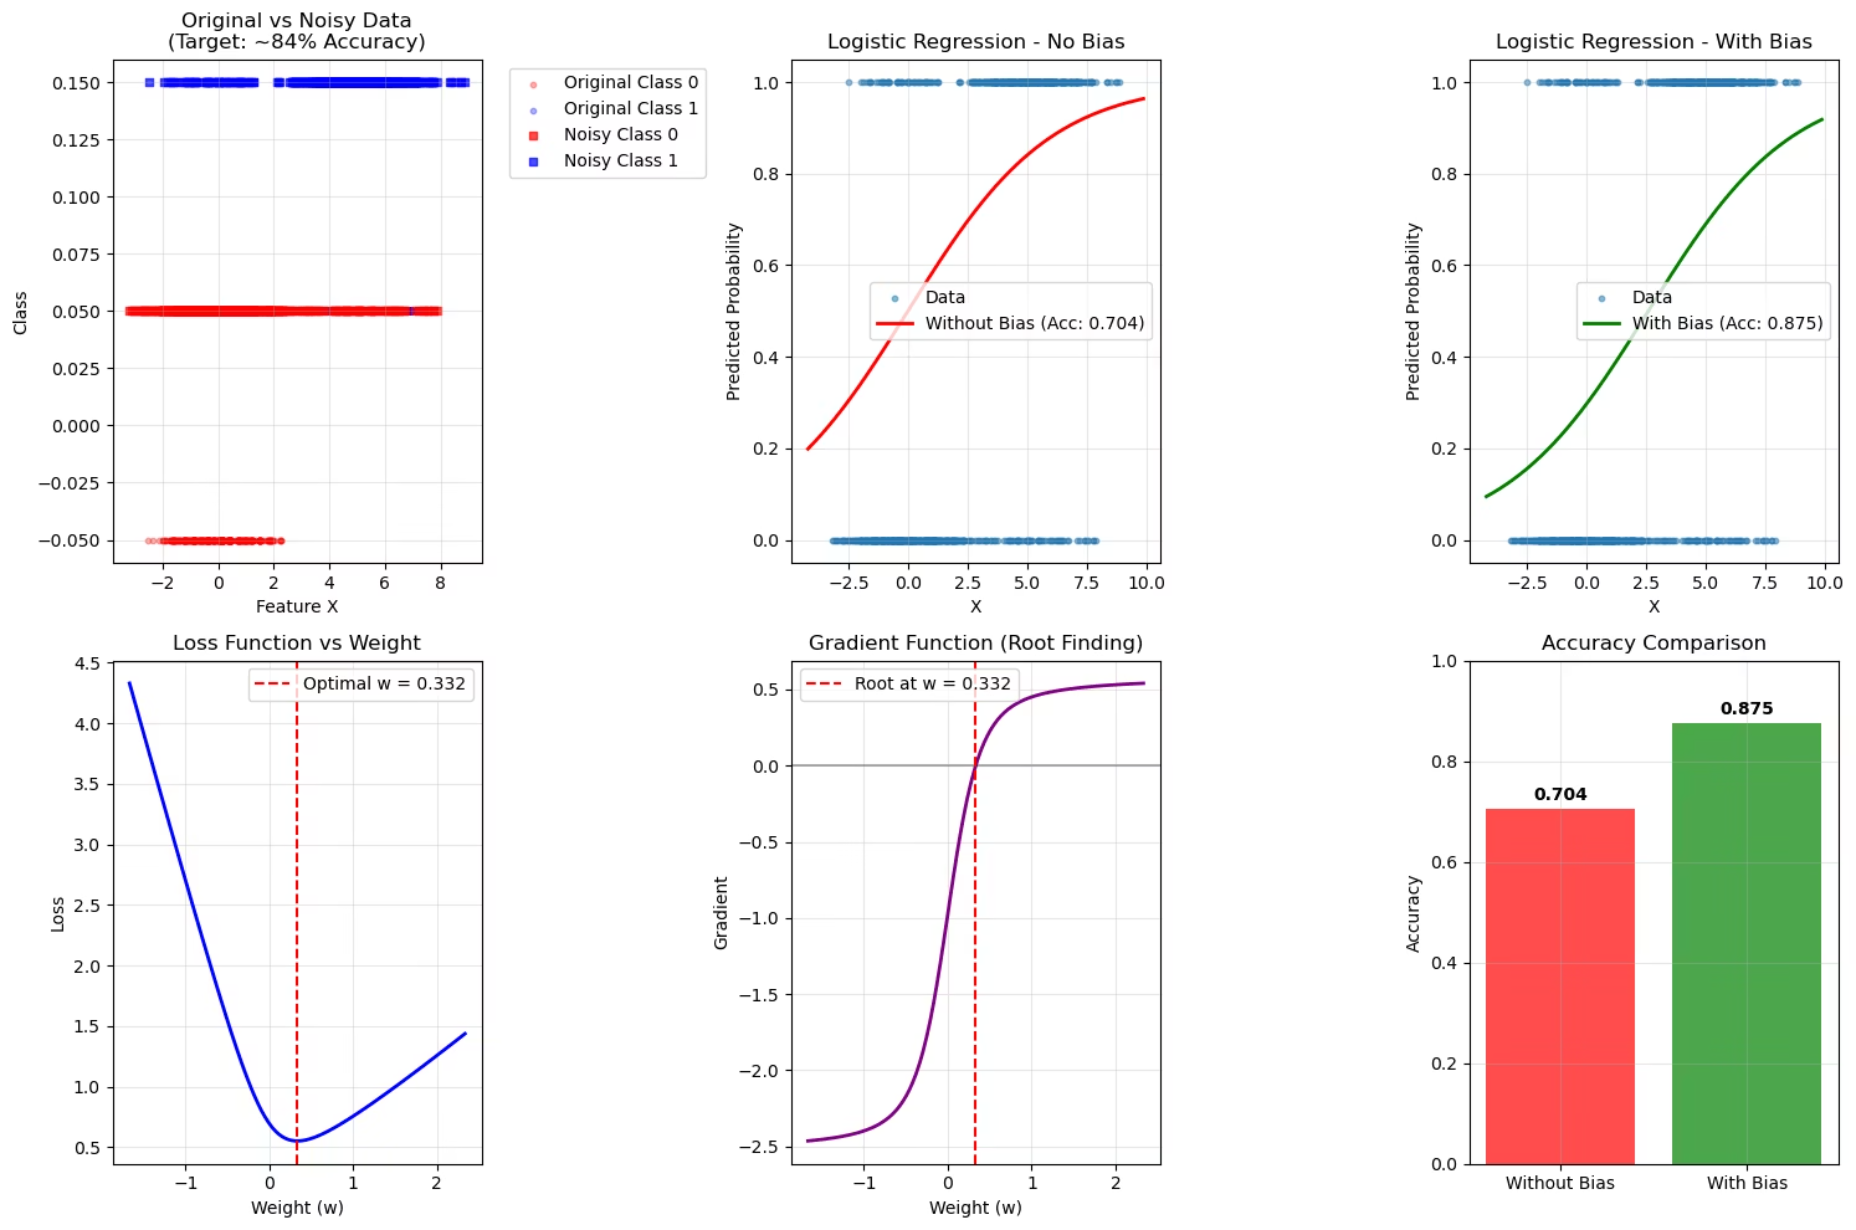 Original vs Noisy Data
(Target: ~84% Accuracy)
0.150
0.125
0.100
0.075
0.050
0.025
0.000
−0.025
−0.050
Class
−2
0
2
4
6
8
Feature X
Original Class 0
Original Class 1
Noisy Class 0
Noisy Class 1
Logistic Regression - No Bias
1.0
0.8
0.6
0.4
0.2
0.0
Predicted Probability
Data
Without Bias (Acc: 0.704)
−2.5
0.0
2.5
5.0
7.5
10.0
X
Logistic Regression - With Bias
1.0
0.8
0.6
0.4
0.2
0.0
Predicted Probability
Data
With Bias (Acc: 0.875)
−2.5
0.0
2.5
5.0
7.5
10.0
X
Loss Function vs Weight
4.5
4.0
3.5
3.0
2.5
2.0
1.5
1.0
0.5
Loss
Optimal w = 0.332
−1
0
1
2
Weight (w)
Gradient Function (Root Finding)
0.5
0.0
−0.5
−1.0
−1.5
−2.0
−2.5
Gradient
Root at w = 0.332
−1
0
1
2
Weight (w)
Accuracy Comparison
1.0
0.8
0.6
0.4
0.2
0.0
Accuracy
0.704
0.875
Without Bias
With Bias